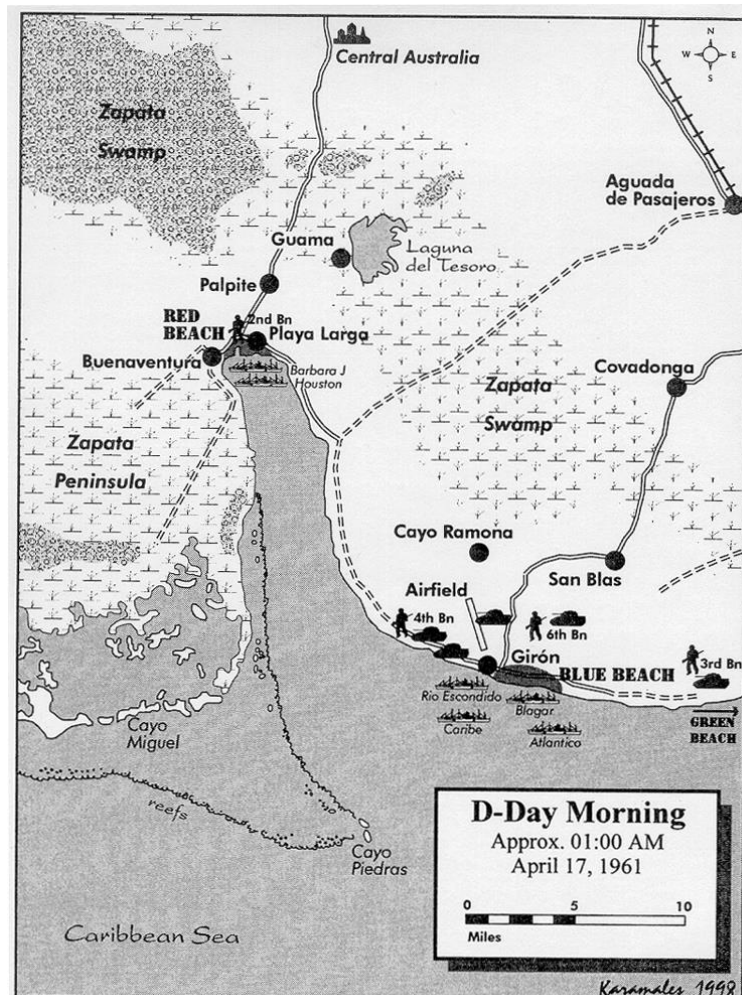 Central Australia
N
W E
S
Zapata
Swamp
Aguada
de Pasajeros
Guama
Laguna
del Tesoro
Palpite
RED
BEACH
2nd Bn
Playa Larga
Buenaventura
Barbara J
Houston
Covadonga
Zapata
Swamp
Zapata
Peninsula
Cayo Ramona
San Blas
Airfield
4th Bn
6th Bn
Girón
BLUE BEACH
3rd Bn
Rio Escondido
Blagar
Caribe
Atlantico
GREEN
BEACH
Cayo
Miguel
reefs
Cayo
Piedras
D-Day Morning
Approx. 01:00 AM
April 17, 1961
0 5 10
Miles
Caribbean Sea
Karamales 1998